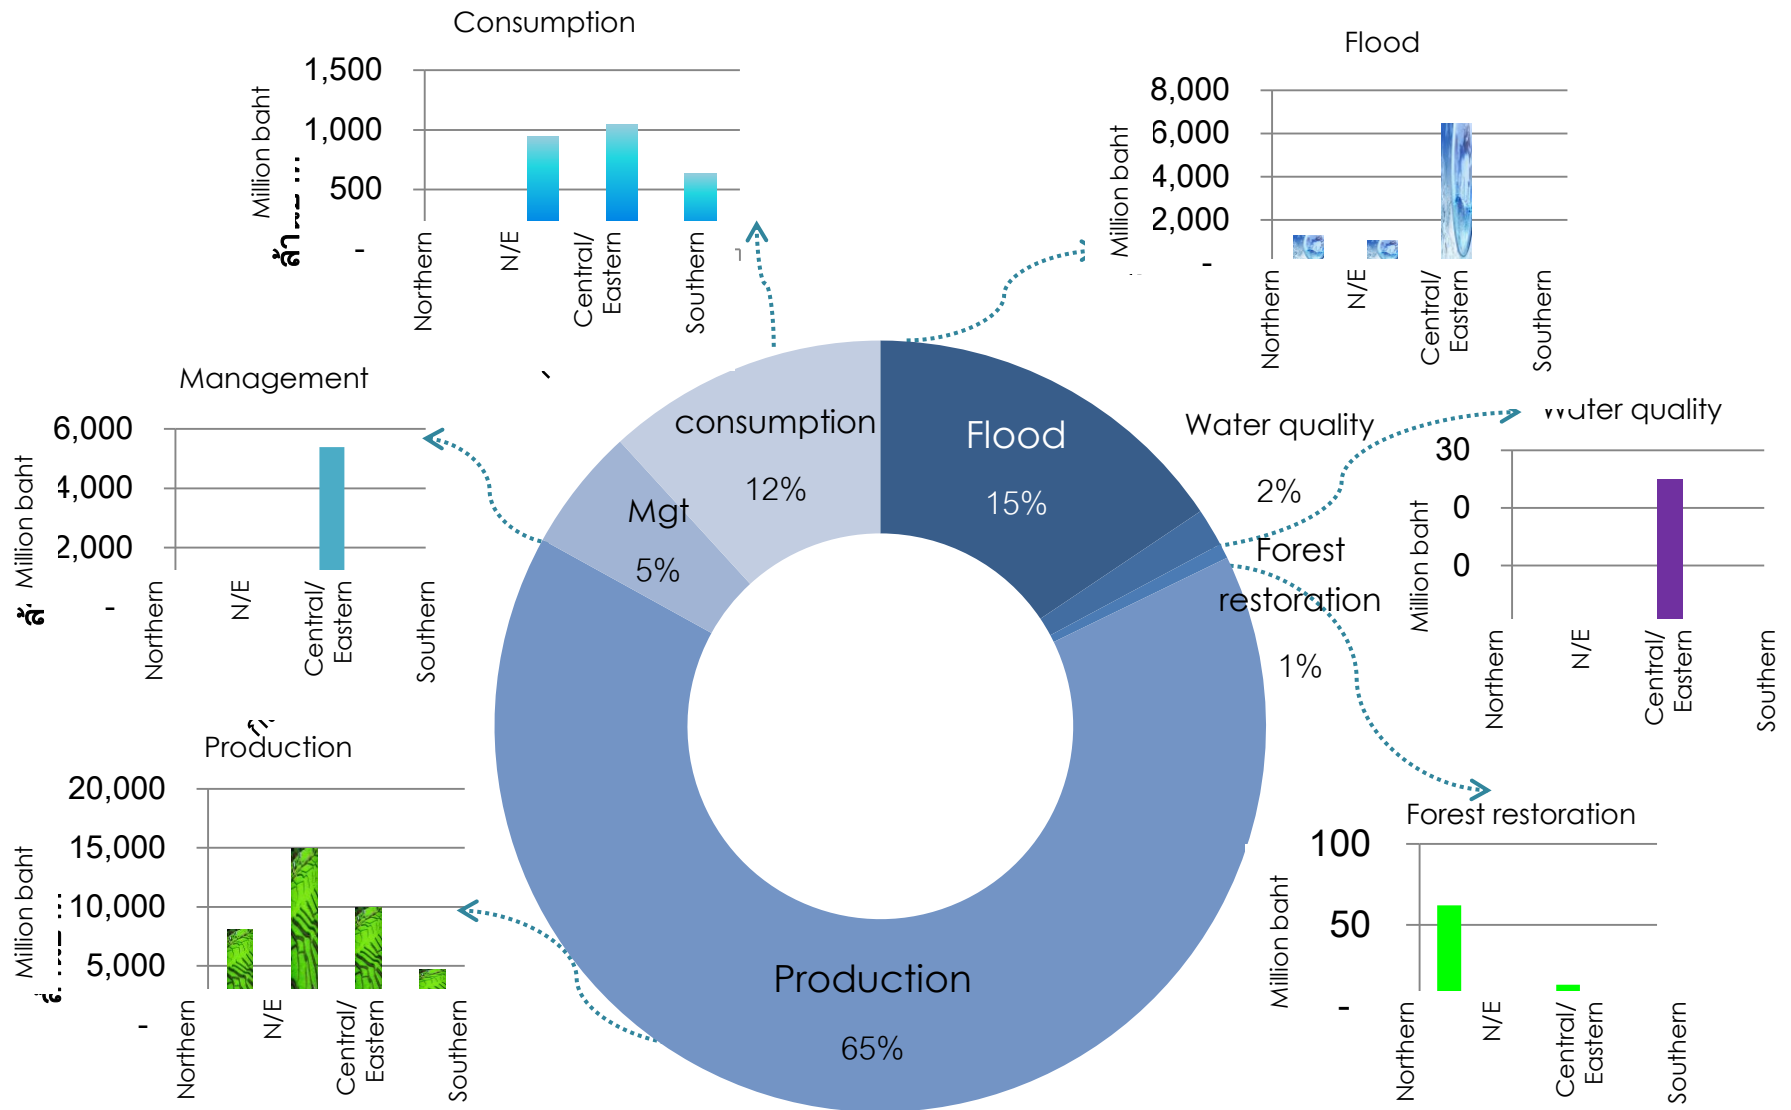 Consumption
Million baht
1,500
1,000
500
-
Northern
N/E
Central/
Eastern
Southern
Flood
Million baht
8,000
6,000
4,000
2,000
-
Northern
N/E
Central/
Eastern
Southern
Management
Million baht
6,000
4,000
2,000
-
Northern
N/E
Central/
Eastern
Southern
consumption
12%
Flood
15%
Water quality
2%
Mgt
5%
Forest
restoration
1%
Production
65%
Water quality
Million baht
30
0
0
Northern
N/E
Central/
Eastern
Southern
Production
Million baht
20,000
15,000
10,000
5,000
-
Northern
N/E
Central/
Eastern
Southern
Forest restoration
Million baht
100
50
-
Northern
N/E
Central/
Eastern
Southern